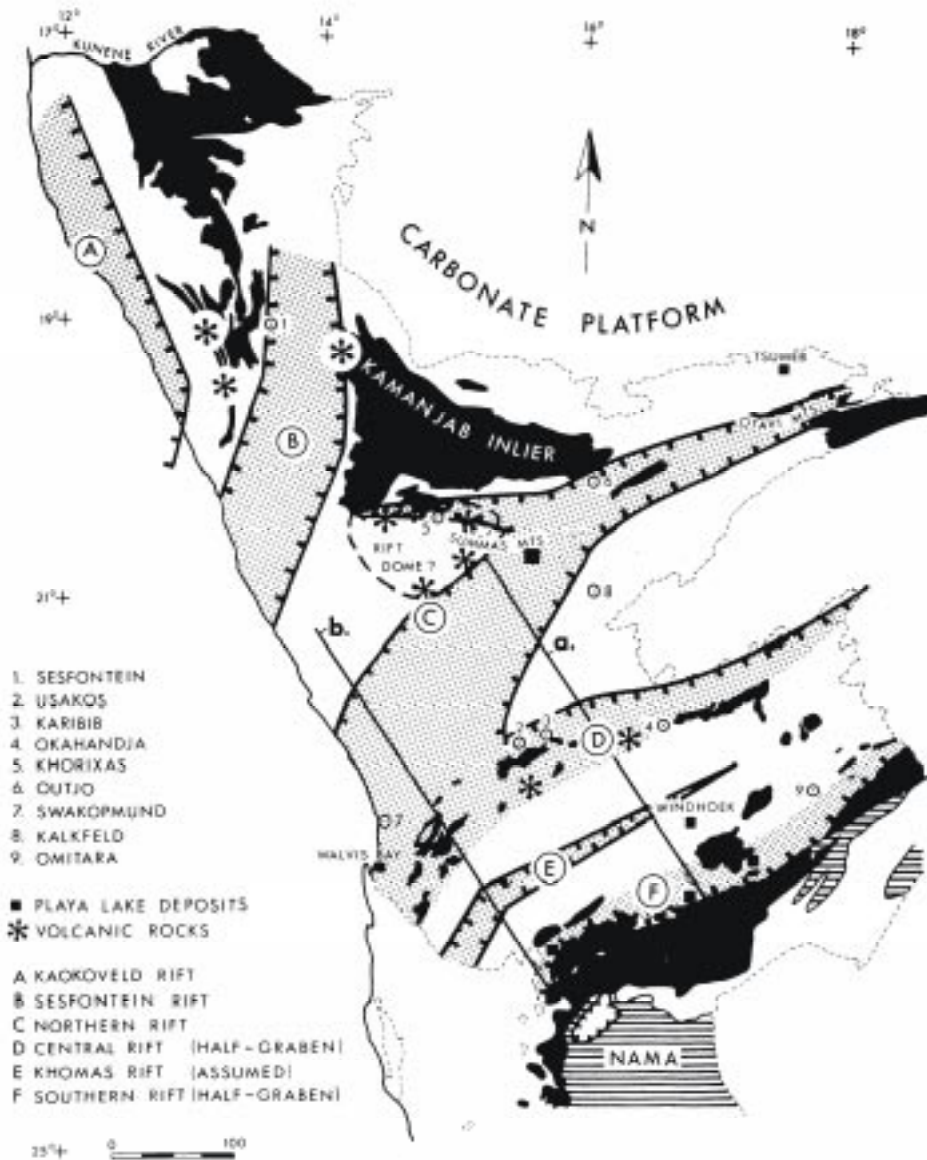 12° 14° 16° 18°
17°
KUNENE RIVER
N
A
CARBONATE PLATFORM
19°
1
TSUMEB
KAMANJAB INLIER
OTAVI MTS
B
6
5
SUMMAS MTS
RIFT
DOME ?
21°
8
C
b.
a.
1. SESFONTEIN
2. USAKOS
3. KARIBIB
4. OKAHANDJA
5. KHORIXAS
6. OUTJO
7. SWAKOPMUND
8. KALKFELD
9. OMITARA
2 3
D
4
9
WINDHOEK
7
WALVIS BAY
E
F
■ PLAYA LAKE DEPOSITS
VOLCANIC ROCKS
A KAOKOVELD RIFT
B SESFONTEIN RIFT
C NORTHERN RIFT
D CENTRAL RIFT (HALF-GRABEN)
E KHOMAS RIFT (ASSUMED)
F SOUTHERN RIFT (HALF-GRABEN)
NAMA
23°
0 100